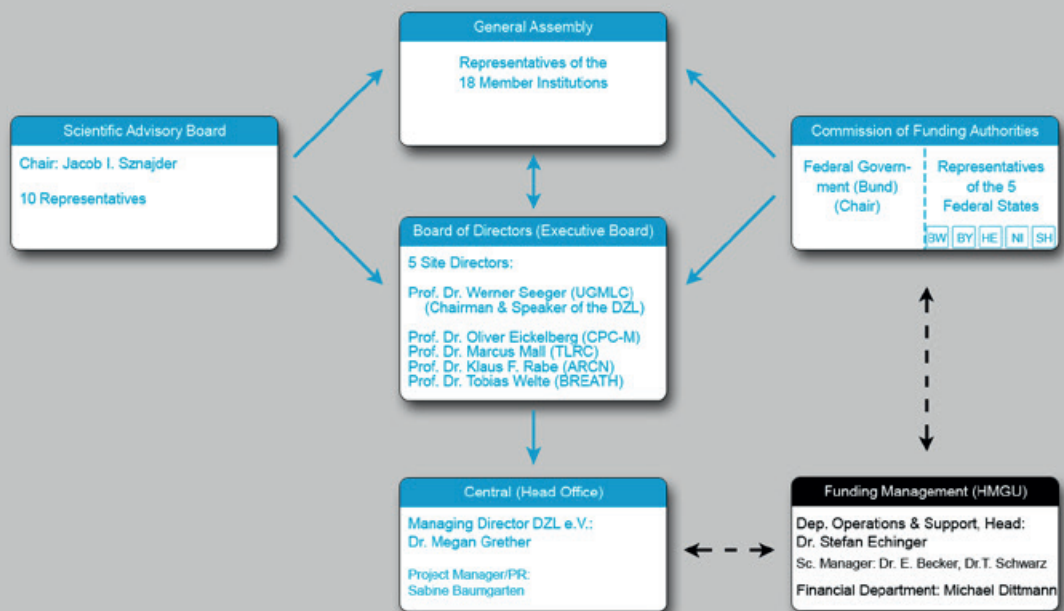 General Assembly
Representatives of the
18 Member Institutions
Scientific Advisory Board
Chair: Jacob I. Sznajder
10 Representatives
Commission of Funding Authorities
Federal Govern-
ment (Bund)
(Chair)
Representatives
of the 5
Federal States
BW BY HE NI SH
Board of Directors (Executive Board)
5 Site Directors:
Prof. Dr. Werner Seeger (UGMLC)
(Chairman & Speaker of the DZL)
Prof. Dr. Oliver Eickelberg (CPC-M)
Prof. Dr. Marcus Mall (TLRC)
Prof. Dr. Klaus F. Rabe (ARCN)
Prof. Dr. Tobias Welte (BREATH)
Central (Head Office)
Managing Director DZL e.V.:
Dr. Megan Grether
Project Manager/PR:
Sabine Baumgarten
Funding Management (HMGU)
Dep. Operations & Support, Head:
Dr. Stefan Echinger
Sc. Manager: Dr. E. Becker, Dr.T. Schwarz
Financial Department: Michael Dittmann